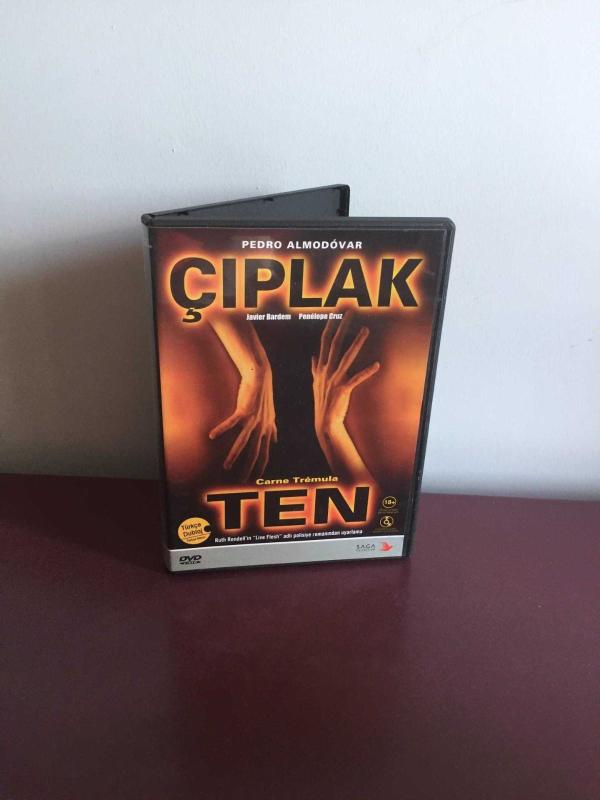 PEDRO ALMODÓVAR
ÇIPLAK
Javier Bardem Penélope Cruz
Carne Trémula
TEN
Türkçe
Dublaj
18+
Ruth Rendell'ın "Live Flesh" adlı polisiye romanından uyarlama
DVD
SAGA